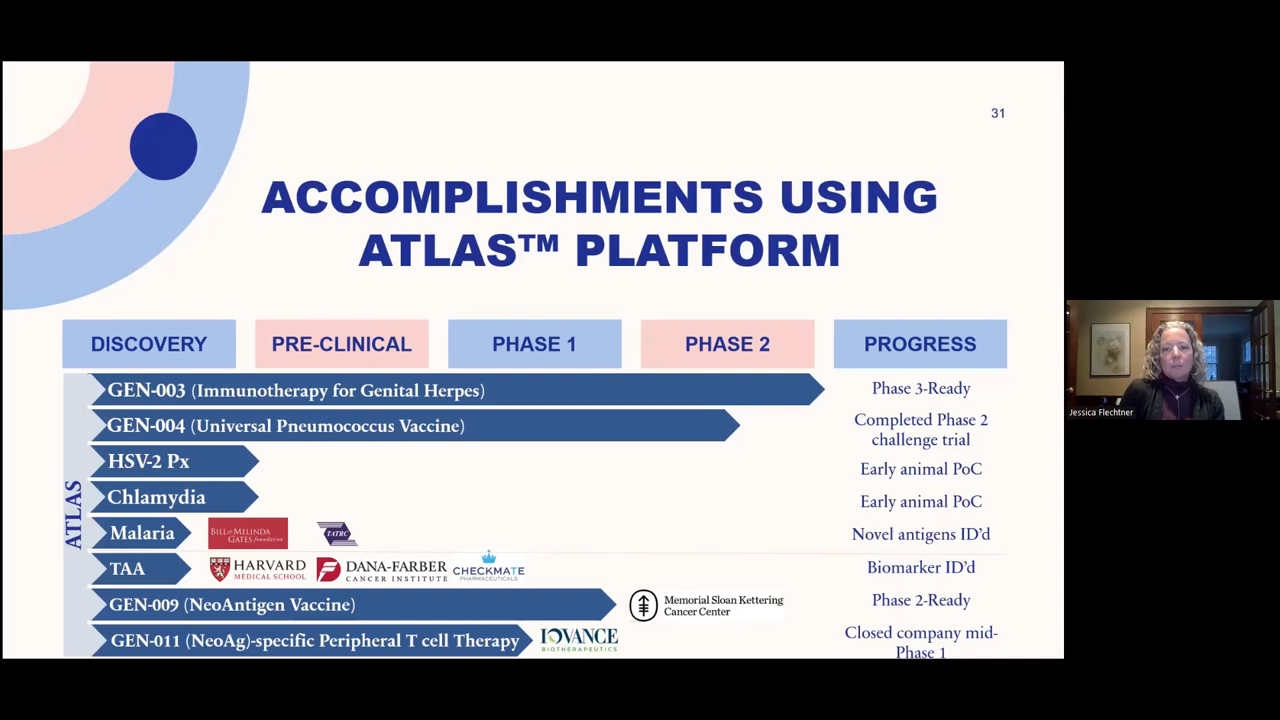 31
ACCOMPLISHMENTS USING
ATLAS™ PLATFORM
DISCOVERY
PRE-CLINICAL
PHASE 1
PHASE 2
PROGRESS
ATLAS
GEN-003 (Immunotherapy for Genital Herpes)
Phase 3-Ready
GEN-004 (Universal Pneumococcus Vaccine)
Completed Phase 2
challenge trial
HSV-2 Px
Early animal PoC
Chlamydia
Early animal PoC
Malaria
BILL & MELINDA
GATES foundation
TATRC
Novel antigens ID’d
TAA
HARVARD
MEDICAL SCHOOL
DANA-FARBER
CANCER INSTITUTE
CHECKMATE
PHARMACEUTICALS
Biomarker ID’d
GEN-009 (NeoAntigen Vaccine)
Memorial Sloan Kettering
Cancer Center
Phase 2-Ready
GEN-011 (NeoAg)-specific Peripheral T cell Therapy
IOVANCE
BIOTHERAPEUTICS
Closed company mid-
Phase 1
Jessica Flechtner